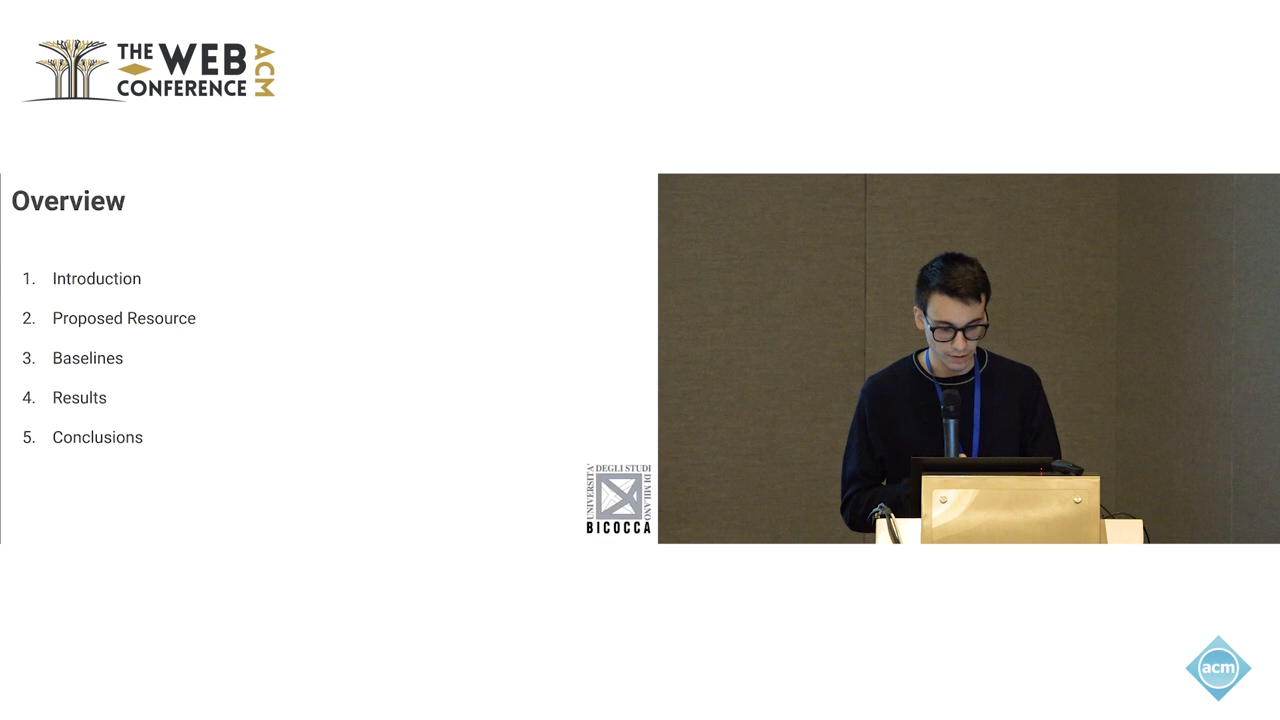 THE WEB
CONFERENCE
ACM
Overview
1. Introduction
2. Proposed Resource
3. Baselines
4. Results
5. Conclusions
UNIVERSITA' DEGLI STUDI DI MILANO
BICOCCA
acm